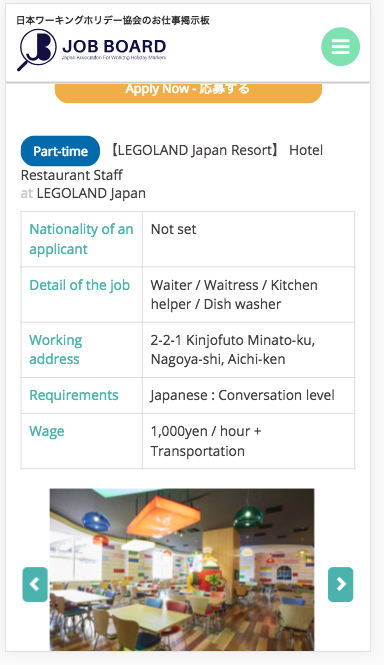 日本ワーキングホリデー協会のお仕事掲示板
JOB BOARD
Japan Association For Working Holiday Makers
Apply Now - 応募する
Part-time 【LEGOLAND Japan Resort】 Hotel
Restaurant Staff
at LEGOLAND Japan
Nationality of an Not set
applicant
Detail of the job Waiter / Waitress / Kitchen
helper / Dish washer
Working 2-2-1 Kinjofuto Minato-ku,
address Nagoya-shi, Aichi-ken
Requirements Japanese : Conversation level
Wage 1,000yen / hour +
Transportation